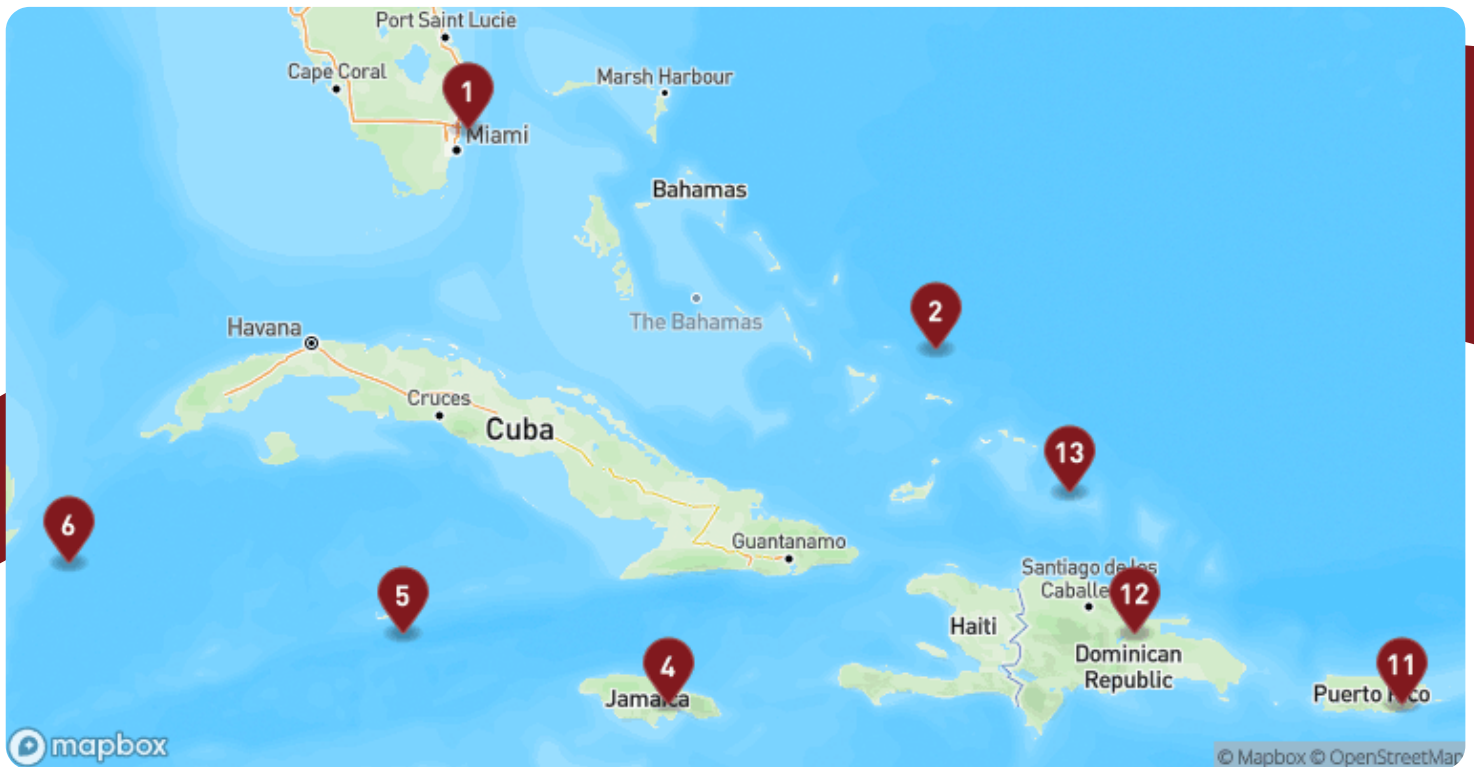 Port Saint Lucie
Cape Coral
Marsh Harbour
1
Miami
Bahamas
2
The Bahamas
Havana
Cruces
Cuba
13
6
Guantanamo
5
Santiago de los
12
Haiti
4
Jamaica
Dominican
Republic
11
Puerto Rico
mapbox
© Mapbox © OpenStreetMap